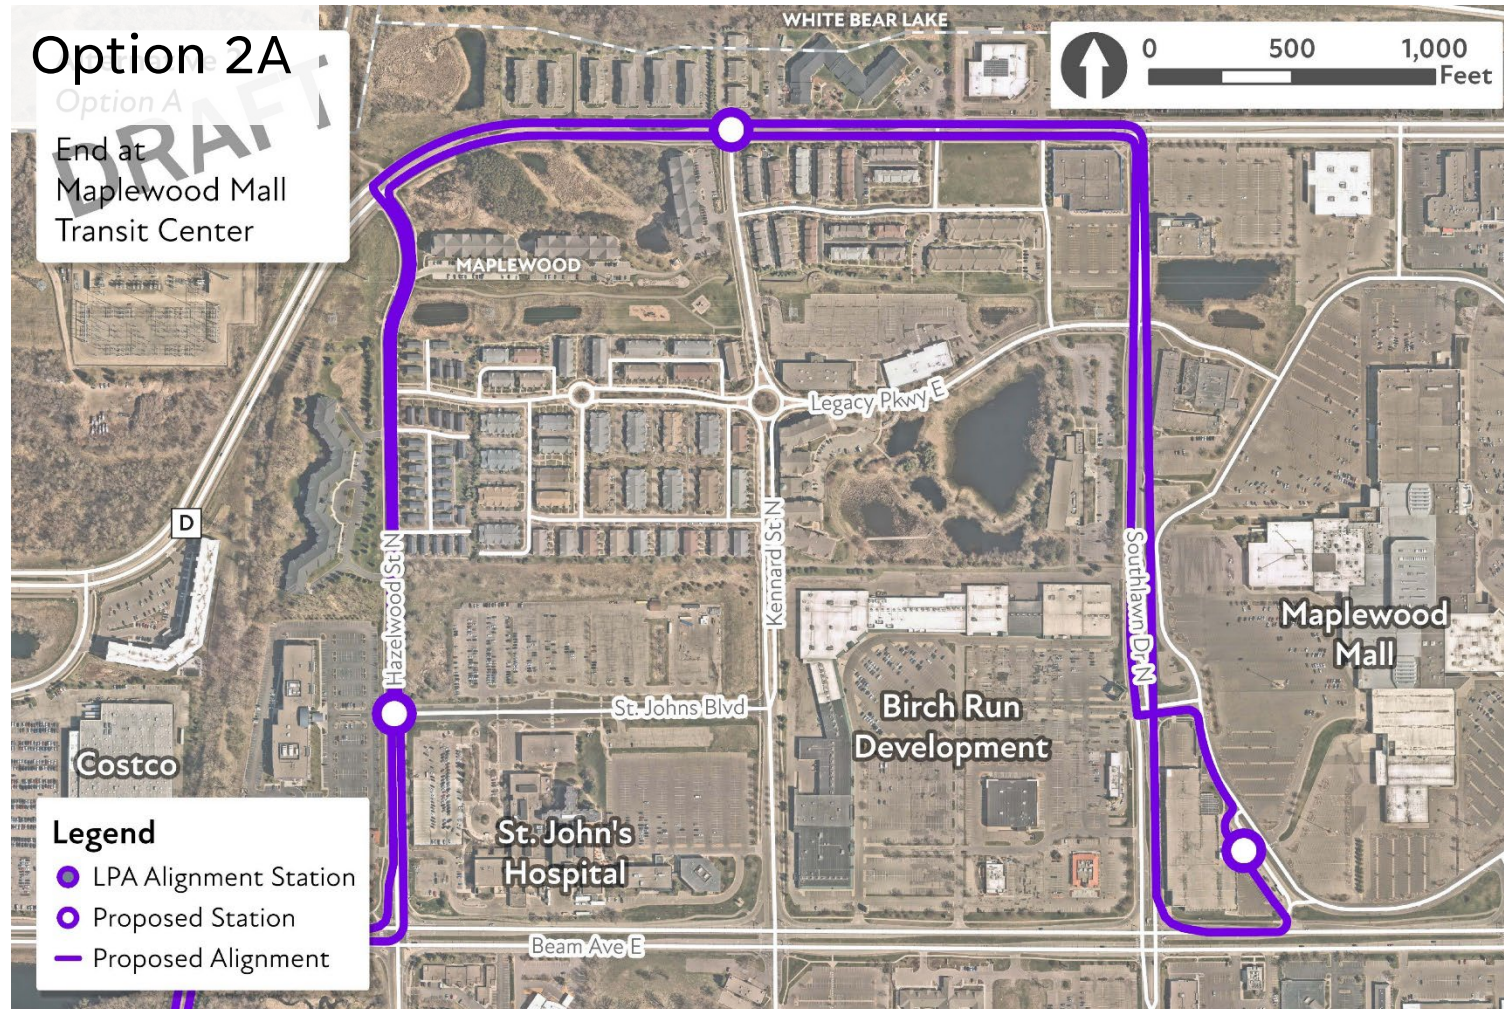 Option 2A
Option A
DRAFT
End at
Maplewood Mall
Transit Center
WHITE BEAR LAKE
0 500 1,000
Feet
MAPLEWOOD
Legacy Pkwy E
D
Hazelwood St N
Kennard St N
Southlawn Dr N
Maplewood
Mall
St. Johns Blvd
Birch Run
Development
Costco
St. John's
Hospital
Beam Ave E
Legend
LPA Alignment Station
Proposed Station
Proposed Alignment